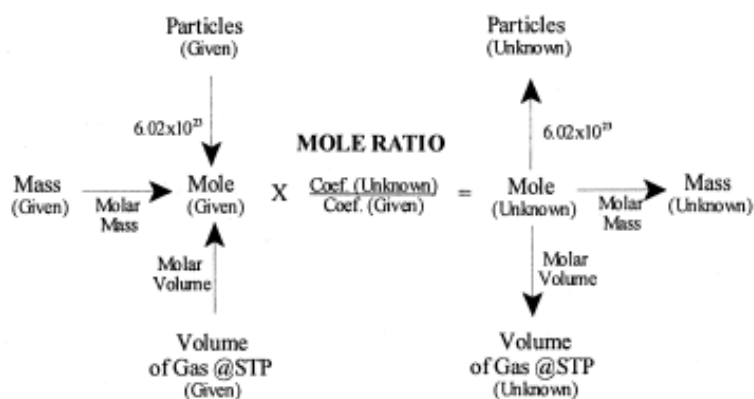 Particles
(Given)
Particles
(Unknown)
6.02x10²³
6.02x10²³
MOLE RATIO
Mass
(Given)
Molar
Mass
Mole
(Given)
X
Coef. (Unknown)
Coef. (Given)
=
Mole
(Unknown)
Molar
Mass
Mass
(Unknown)
Molar
Volume
Molar
Volume
Volume
of Gas @STP
(Given)
Volume
of Gas @STP
(Unknown)